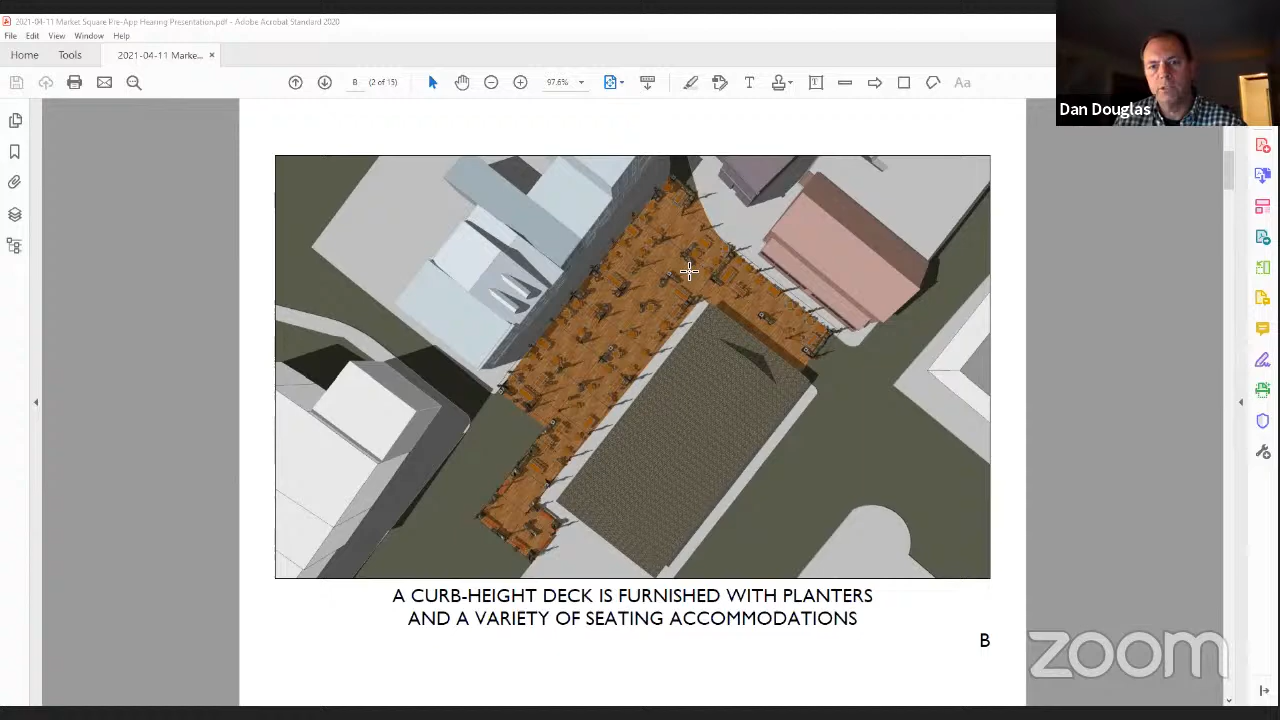 2021-04-11 Market Square Pre-App Hearing Presentation.pdf - Adobe Acrobat Standard 2020
File Edit View Window Help
Home Tools 2021-04-11 Marke... ×
B (2 of 15) 97.6% Aa
Dan Douglas
A CURB-HEIGHT DECK IS FURNISHED WITH PLANTERS
AND A VARIETY OF SEATING ACCOMMODATIONS
B
zoom